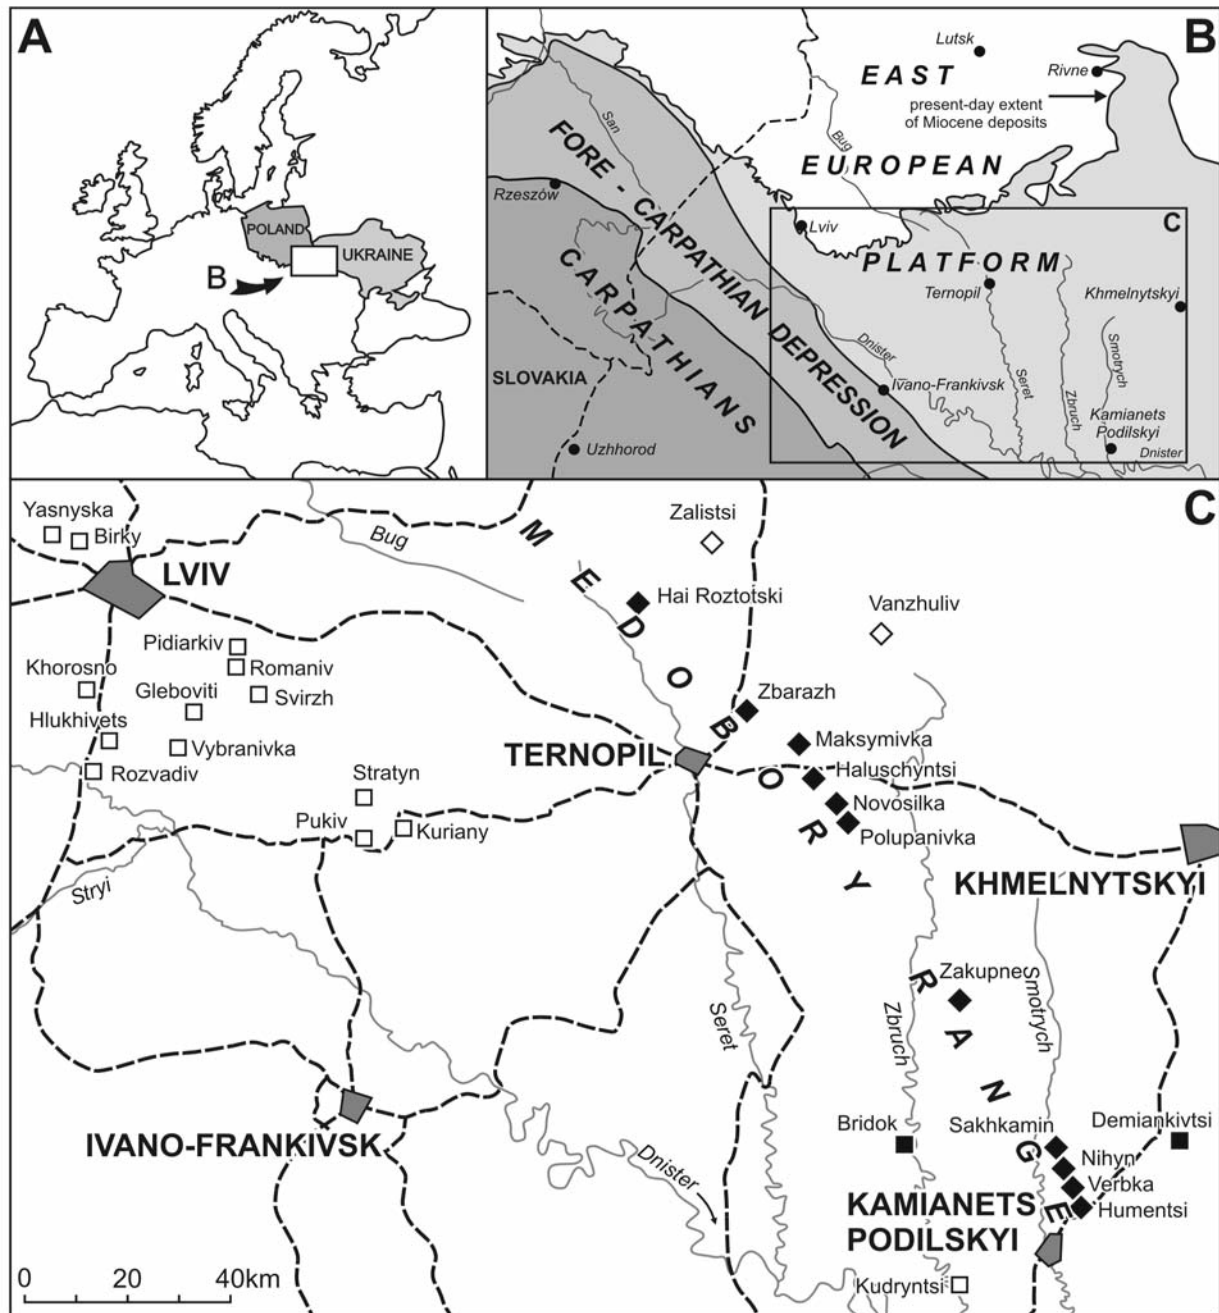 A
POLAND
UKRAINE
B
B
Lutsk
EAST
Rivne
present-day extent
of Miocene deposits
San
Bug
FORE - CARPATHIAN DEPRESSION
EUROPEAN
Rzeszów
Lviv
C
PLATFORM
CARPATHIANS
Ternopil
Khmelnytskyi
Dnister
Smotrych
SLOVAKIA
Ivano-Frankivsk
Seret
Zbruch
Kamianets
Podilskyi
Uzhhorod
Dnister
C
Yasnyska
Birky
Bug
MEDOBORY RANGE
Zalistsi
LVIV
Hai Roztotski
Vanzhuliv
Pidiarkiv
Khorosno
Romaniv
Gleboviti
Svirzh
Zbarazh
Hlukhivets
Vybranivka
Maksymivka
TERNOPIL
Rozvadiv
Stratyn
Haluschyntsi
Novosilka
Pukiv
Kuriany
Polupanivka
Stryi
KHMELNYTSKYI
Zakupne
Smotrych
Seret
Zbruch
IVANO-FRANKIVSK
Bridok
Sakhkamin
Demiankivtsi
Nihyn
Dnister
Verbka
KAMIANETS
PODILSKYI
Humentsi
Kudryntsi
0 20 40km